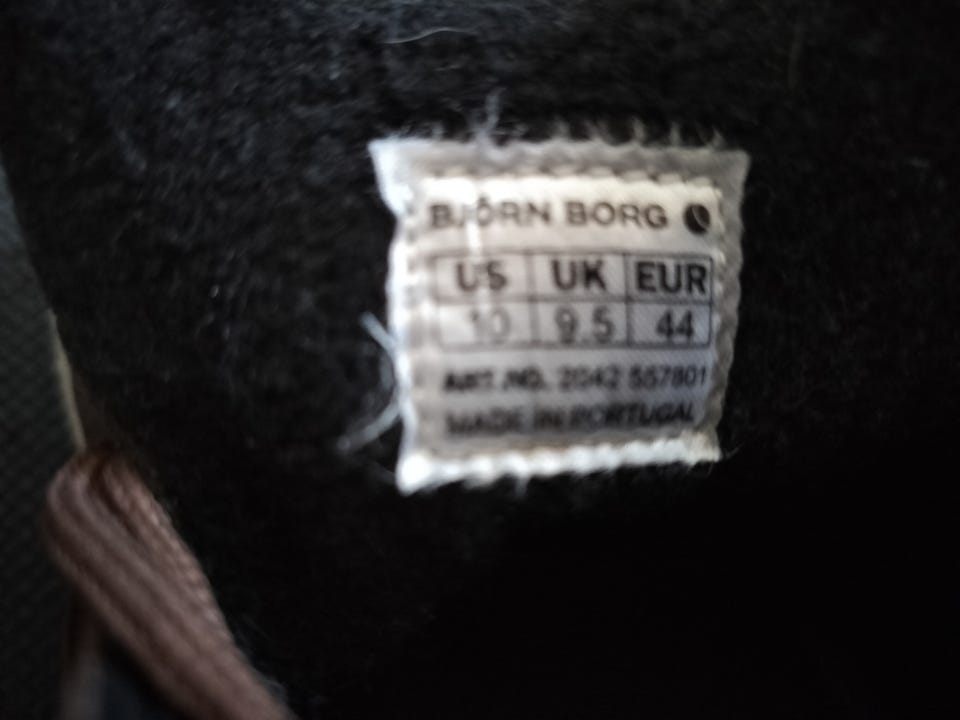 BJÖRN BORG
US UK EUR
10 9.5 44
ART. NO. 2042 557801
MADE IN PORTUGAL